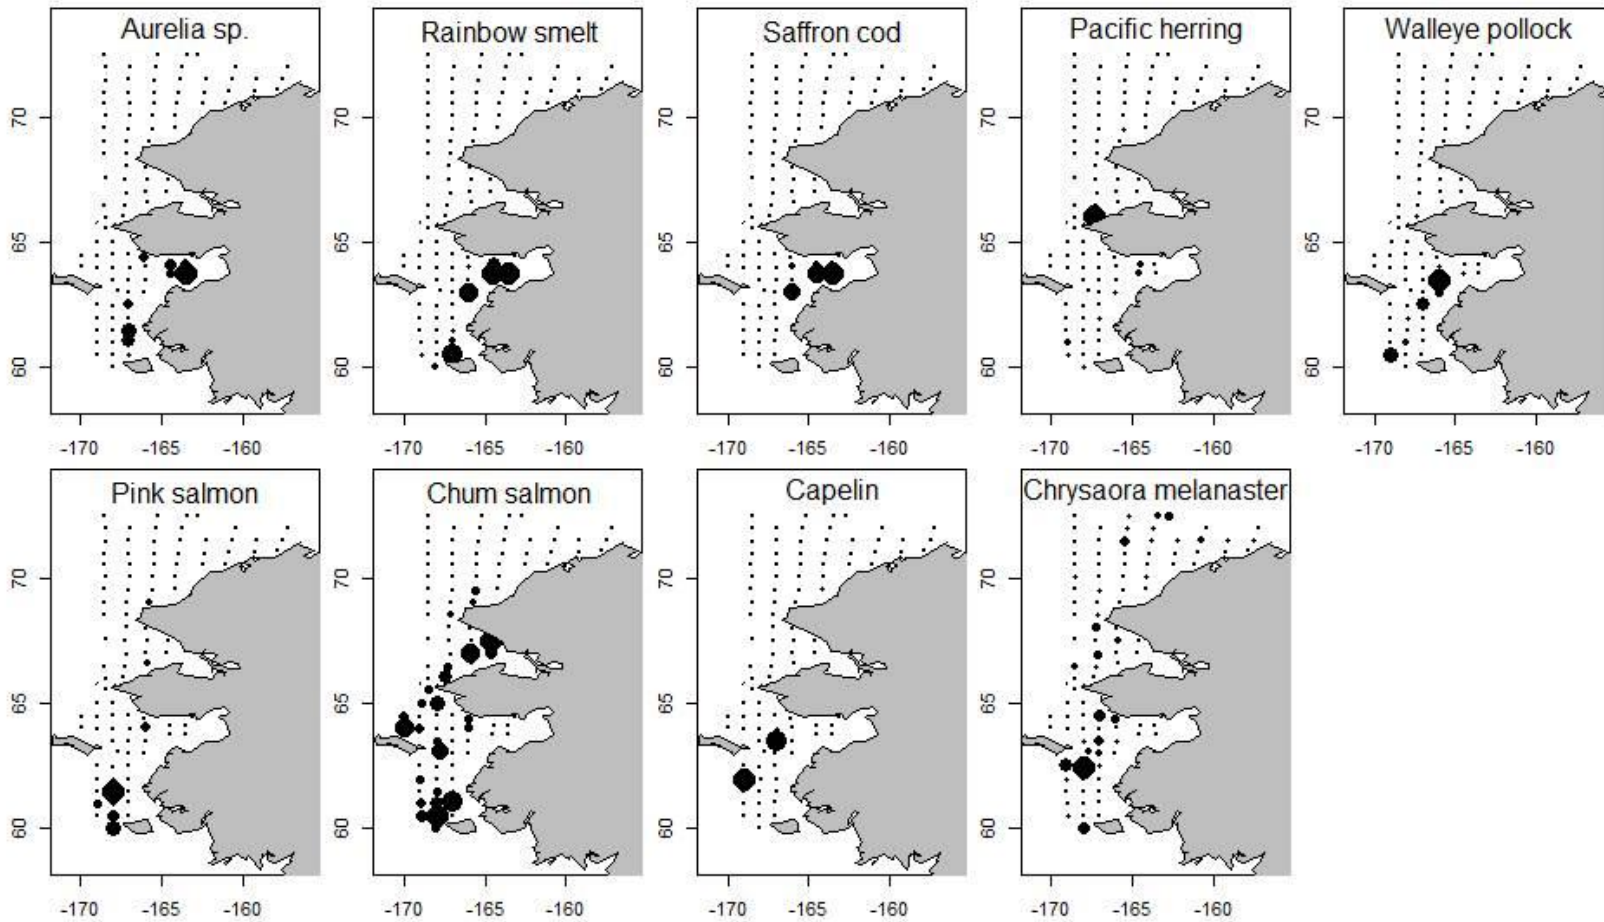 Aurelia sp.
Rainbow smelt
Saffron cod
Pacific herring
Walleye pollock
70
65
60
70
65
60
70
65
60
70
65
60
70
65
60
-170 -165 -160
-170 -165 -160
-170 -165 -160
-170 -165 -160
-170 -165 -160
Pink salmon
Chum salmon
Capelin
Chrysaora melanaster
70
65
60
70
65
60
70
65
60
70
65
60
-170 -165 -160
-170 -165 -160
-170 -165 -160
-170 -165 -160